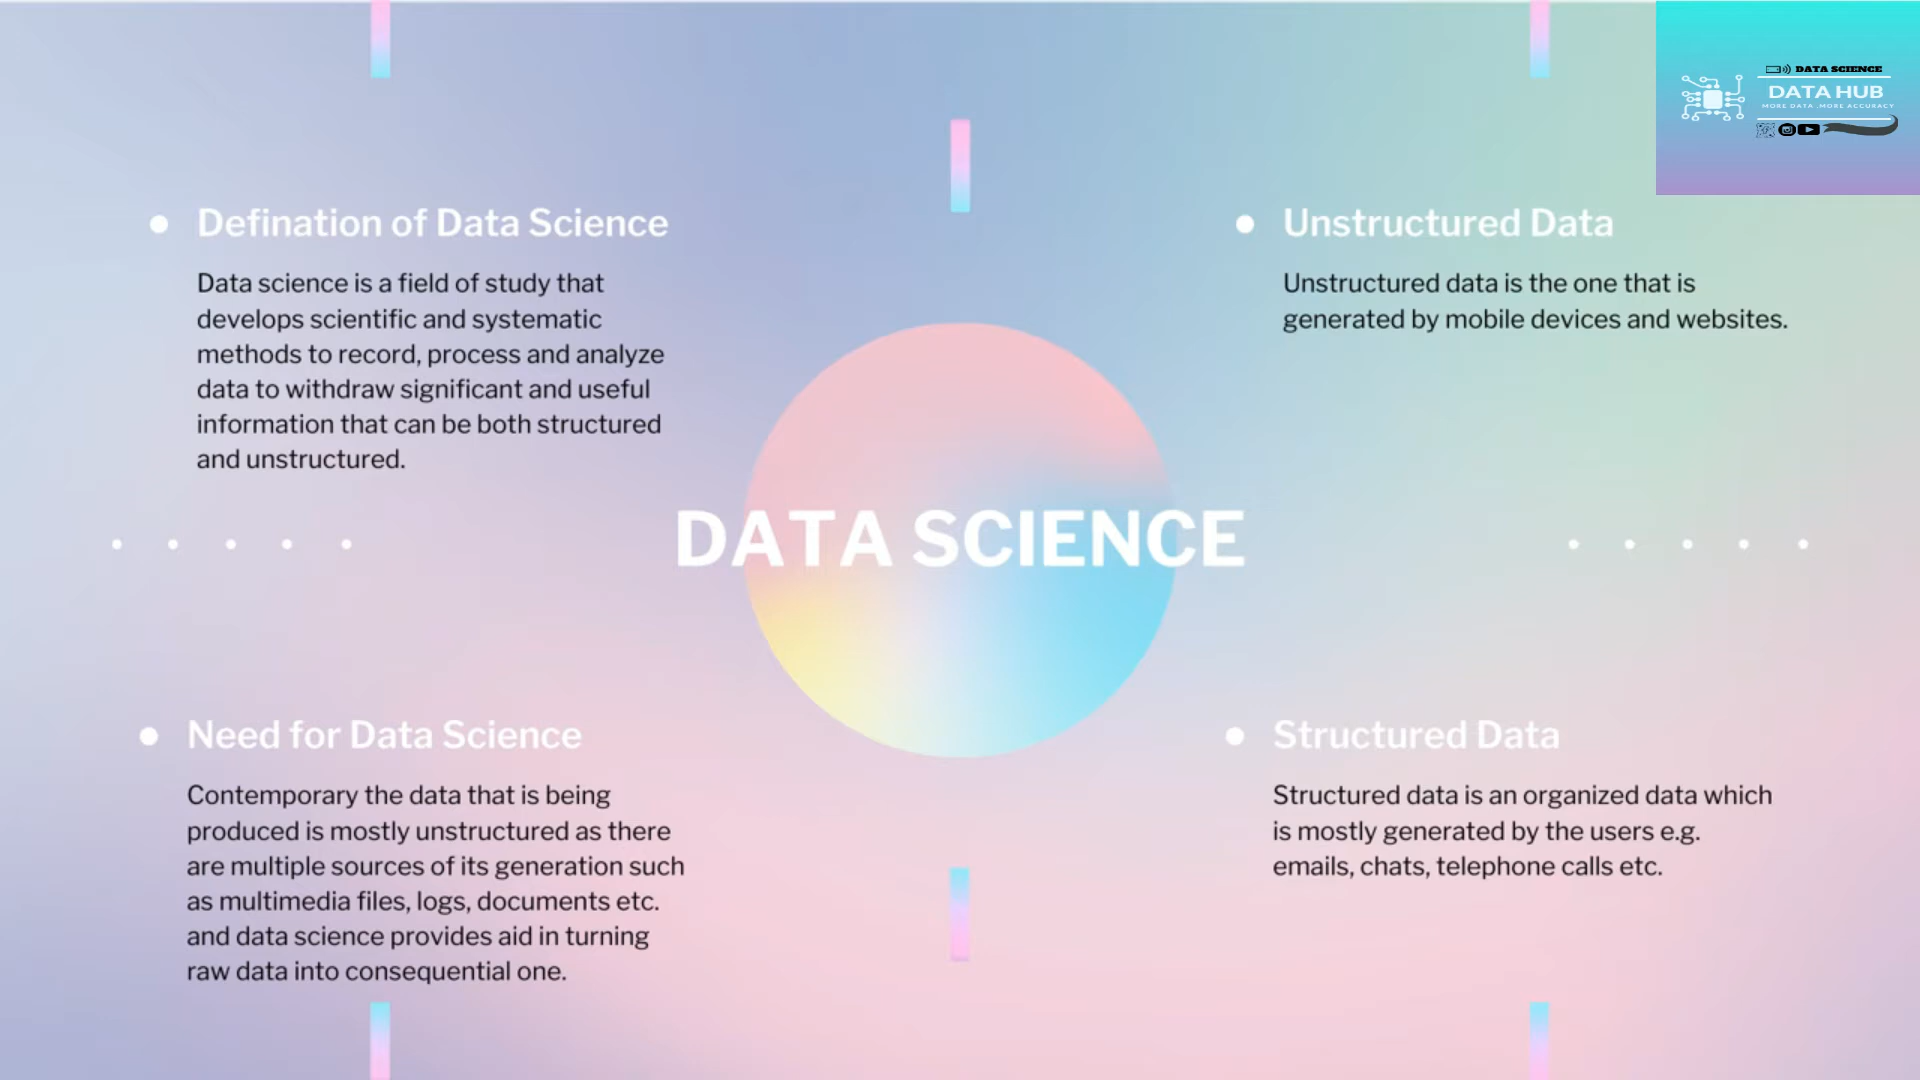 DATA SCIENCE
DATA HUB
MORE DATA ,MORE ACCURACY
Defination of Data Science
Data science is a field of study that
develops scientific and systematic
methods to record, process and analyze
data to withdraw significant and useful
information that can be both structured
and unstructured.
Unstructured Data
Unstructured data is the one that is
generated by mobile devices and websites.
DATA SCIENCE
Need for Data Science
Contemporary the data that is being
produced is mostly unstructured as there
are multiple sources of its generation such
as multimedia files, logs, documents etc.
and data science provides aid in turning
raw data into consequential one.
Structured Data
Structured data is an organized data which
is mostly generated by the users e.g.
emails, chats, telephone calls etc.